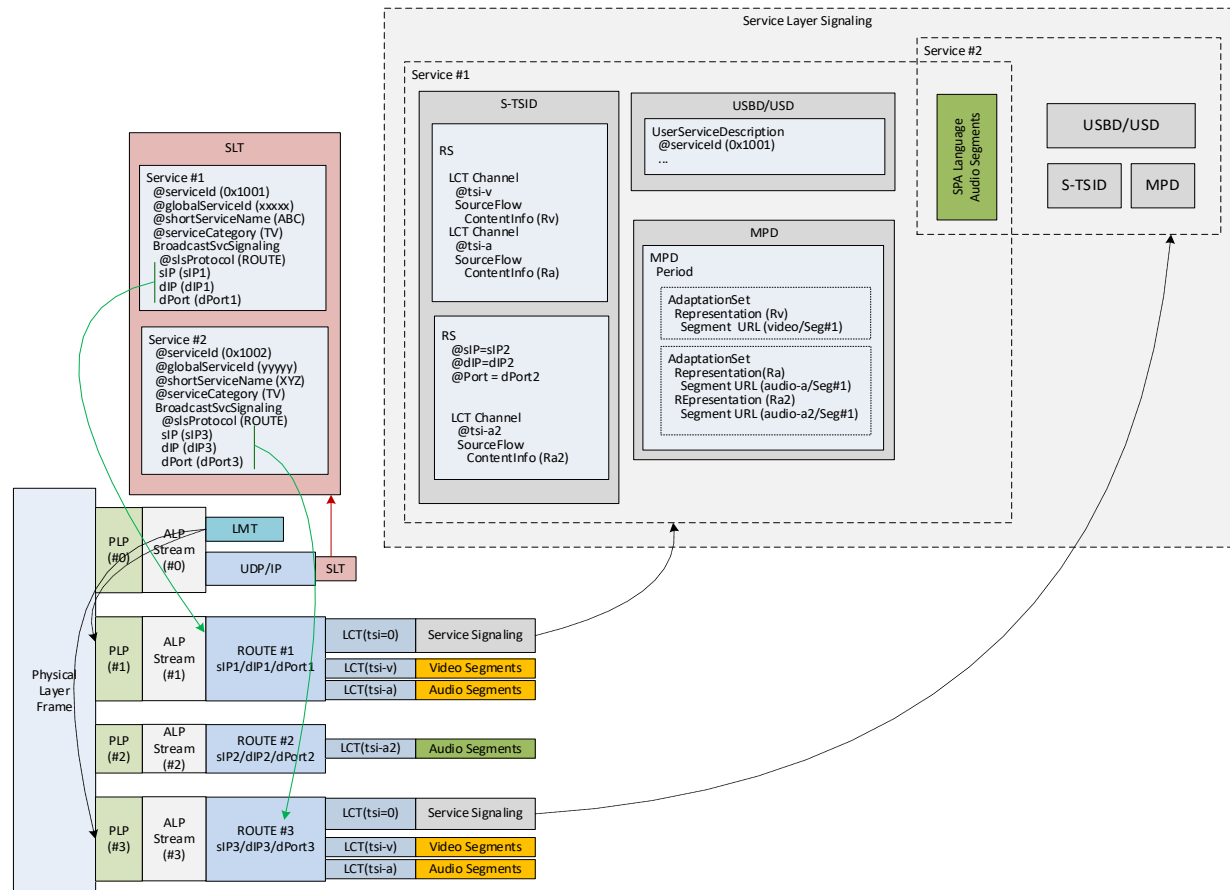 Service Layer Signaling
Service #2
Service #1
S-TSID
RS
LCT Channel
@tsi-v
SourceFlow
ContentInfo (Rv)
LCT Channel
@tsi-a
SourceFlow
ContentInfo (Ra)
RS
@sIP=sIP2
@dIP=dIP2
@Port = dPort2
LCT Channel
@tsi-a2
SourceFlow
ContentInfo (Ra2)
USBD/USD
UserServiceDescription
@serviceId (0x1001)
...
MPD
MPD
Period
AdaptationSet
Representation (Rv)
Segment URL (video/Seg#1)
AdaptationSet
Representation(Ra)
Segment URL (audio-a/Seg#1)
REpresentation (Ra2)
Segment URL (audio-a2/Seg#1)
SPA Language
Audio Segments
USBD/USD
S-TSID
MPD
SLT
Service #1
@serviceId (0x1001)
@globalServiceId (xxxxx)
@shortServiceName (ABC)
@serviceCategory (TV)
BroadcastSvcSignaling
@slsProtocol (ROUTE)
sIP (sIP1)
dIP (dIP1)
dPort (dPort1)
Service #2
@serviceId (0x1002)
@globalServiceId (yyyyy)
@shortServiceName (XYZ)
@serviceCategory (TV)
BroadcastSvcSignaling
@slsProtocol (ROUTE)
sIP (sIP3)
dIP (dIP3)
dPort (dPort3)
Physical
Layer
Frame
PLP
(#0)
ALP
Stream
(#0)
LMT
UDP/IP
SLT
PLP
(#1)
ALP
Stream
(#1)
ROUTE #1
sIP1/dIP1/dPort1
LCT(tsi=0)
Service Signaling
LCT(tsi-v)
Video Segments
LCT(tsi-a)
Audio Segments
PLP
(#2)
ALP
Stream
(#2)
ROUTE #2
sIP2/dIP2/dPort2
LCT(tsi-a2)
Audio Segments
PLP
(#3)
ALP
Stream
(#3)
ROUTE #3
sIP3/dIP3/dPort3
LCT(tsi=0)
Service Signaling
LCT(tsi-v)
Video Segments
LCT(tsi-a)
Audio Segments